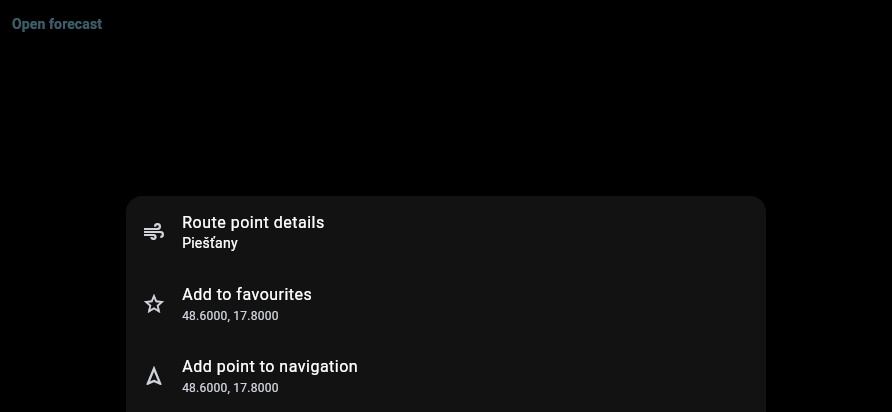 Open forecast
Route point details
Piešťany
Add to favourites
48.6000, 17.8000
Add point to navigation
48.6000, 17.8000